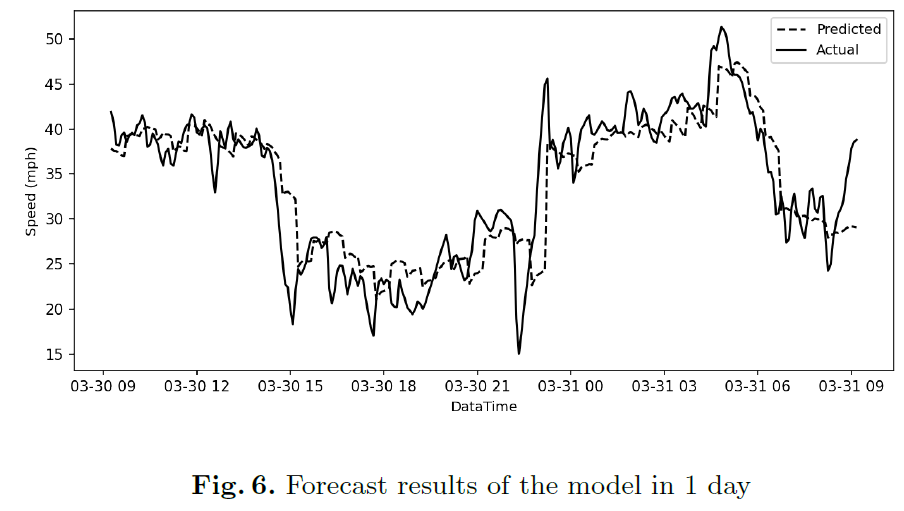 50
45
40
35
30
25
20
15
Speed (mph)
Predicted
Actual
03-30 09 03-30 12 03-30 15 03-30 18 03-30 21 03-31 00 03-31 03 03-31 06 03-31 09
DataTime
Fig. 6. Forecast results of the model in 1 day